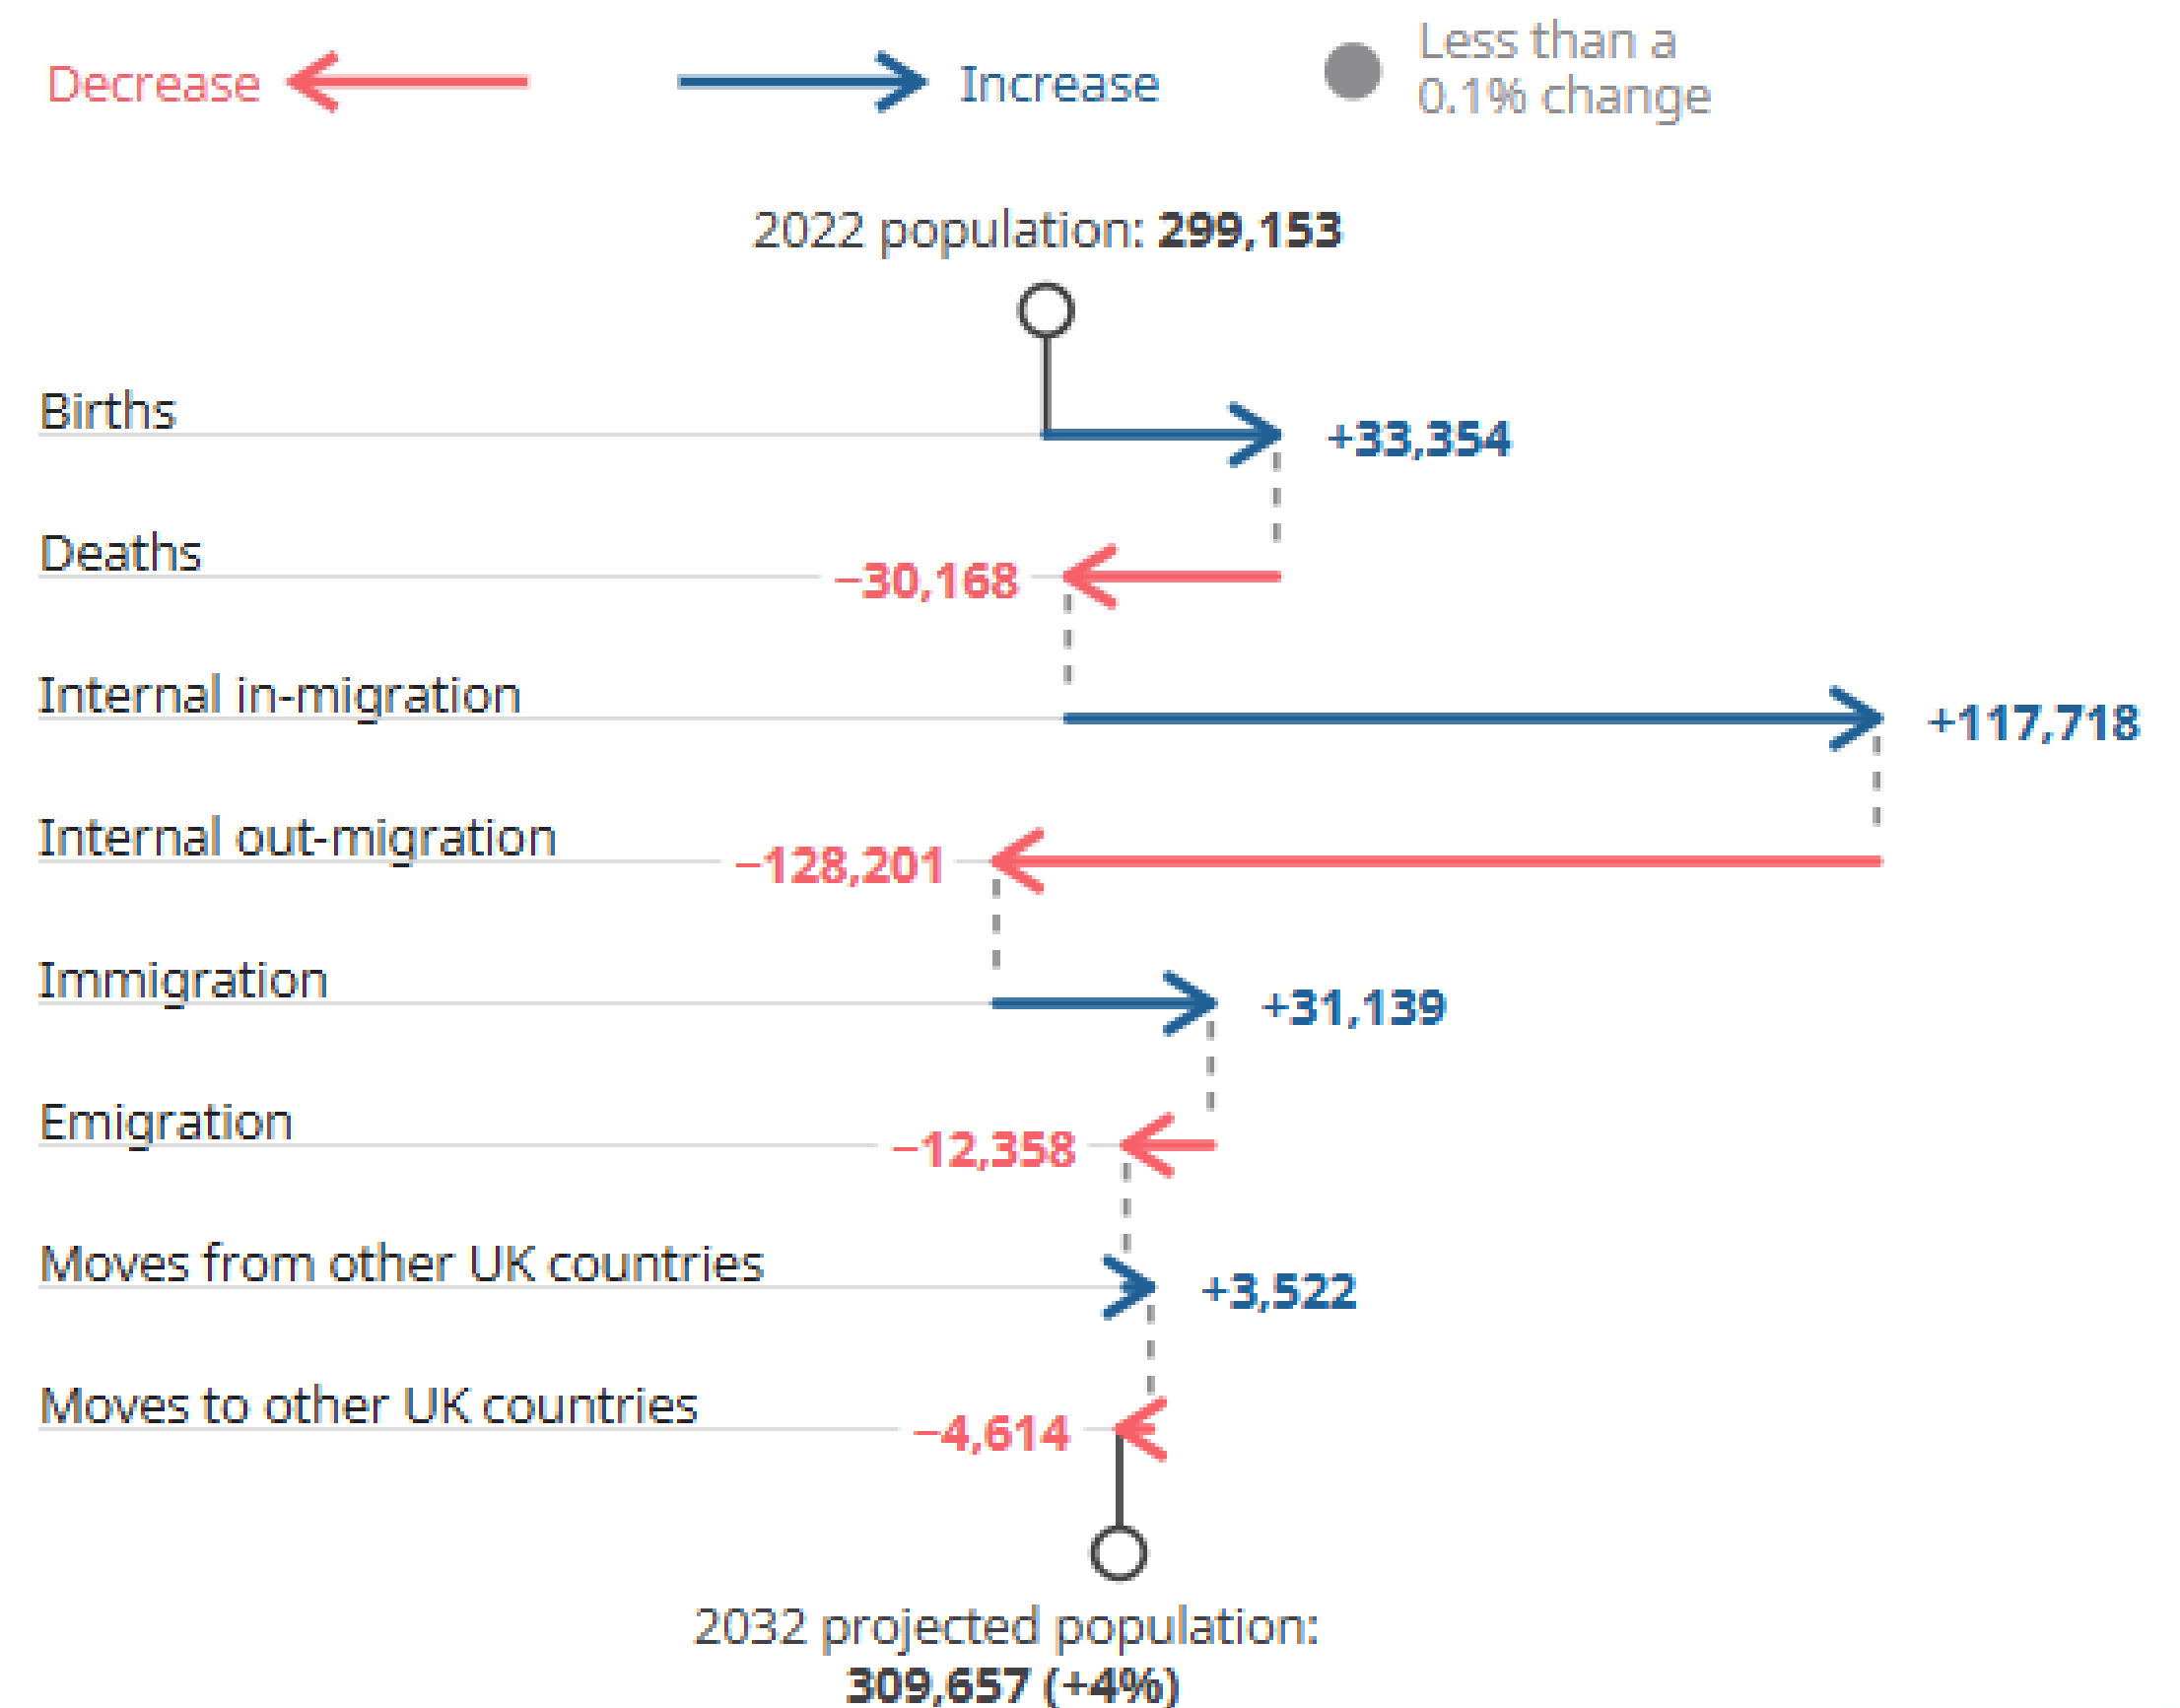 Decrease
Increase
Less than a
0.1% change
2022 population: 299,153
Births
+33,354
Deaths
−30,168
Internal in-migration
+117,718
Internal out-migration
−128,201
Immigration
+31,139
Emigration
−12,358
Moves from other UK countries
+3,522
Moves to other UK countries
−4,614
2032 projected population:
309,657 (+4%)